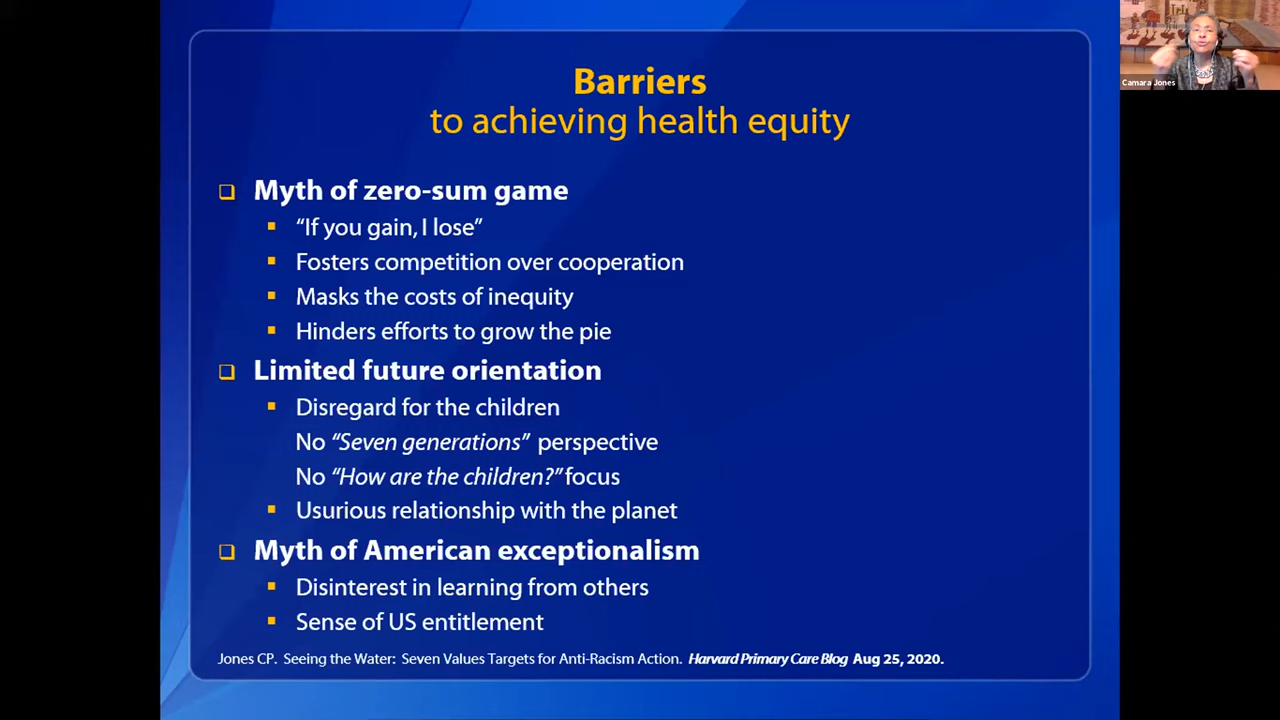 Barriers
to achieving health equity
Myth of zero-sum game
“If you gain, I lose”
Fosters competition over cooperation
Masks the costs of inequity
Hinders efforts to grow the pie
Limited future orientation
Disregard for the children
No “Seven generations” perspective
No “How are the children?” focus
Usurious relationship with the planet
Myth of American exceptionalism
Disinterest in learning from others
Sense of US entitlement
Jones CP. Seeing the Water: Seven Values Targets for Anti-Racism Action. Harvard Primary Care Blog Aug 25, 2020.
Camara Jones